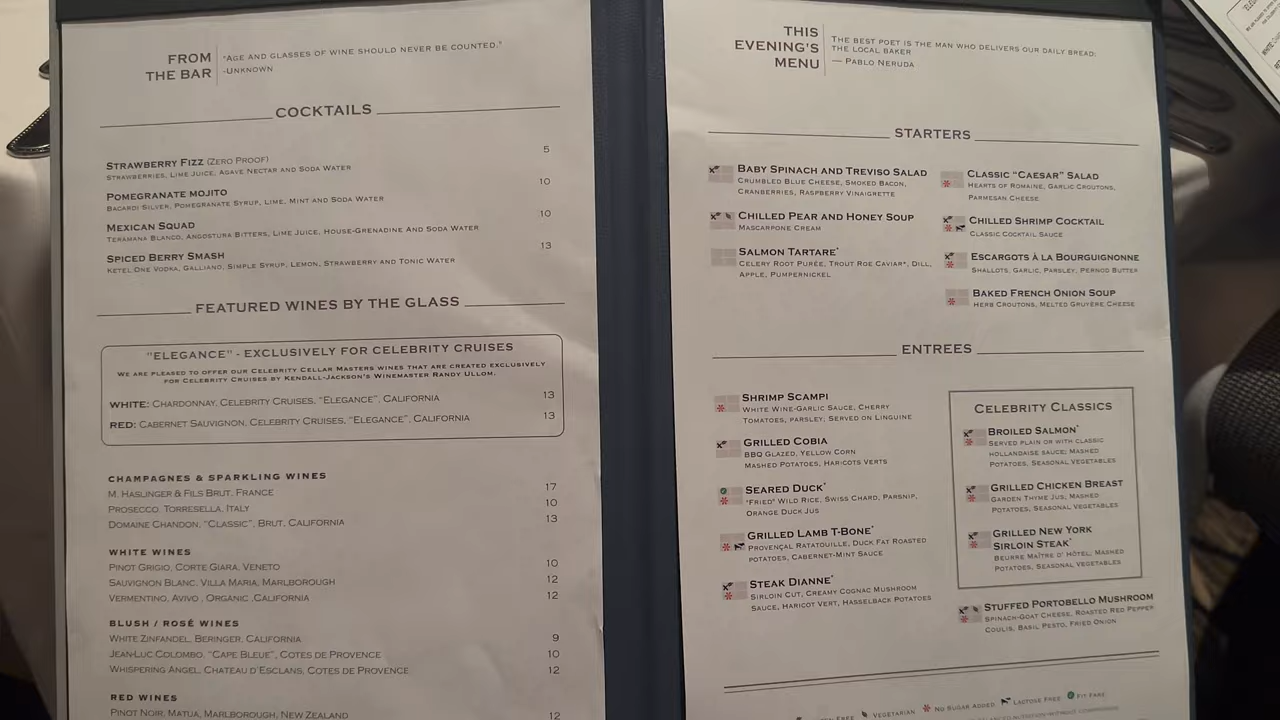 FROM
THE BAR
"AGE AND GLASSES OF WINE SHOULD NEVER BE COUNTED."
-UNKNOWN
COCKTAILS
STRAWBERRY FIZZ (ZERO PROOF) 5
STRAWBERRIES, LIME JUICE, AGAVE NECTAR AND SODA WATER
POMEGRANATE MOJITO 10
BACARDI SILVER, POMEGRANATE SYRUP, LIME, MINT AND SODA WATER
MEXICAN SQUAD 10
TERAMANA BLANCO, ANGOSTURA BITTERS, LIME JUICE, HOUSE-GRENADINE AND SODA WATER
SPICED BERRY SMASH 13
KETEL ONE VODKA, GALLIANO, SIMPLE SYRUP, LEMON, STRAWBERRY AND TONIC WATER
FEATURED WINES BY THE GLASS
"ELEGANCE" - EXCLUSIVELY FOR CELEBRITY CRUISES
WE ARE PLEASED TO OFFER OUR CELEBRITY CELLAR MASTERS WINES THAT ARE CREATED EXCLUSIVELY
FOR CELEBRITY CRUISES BY KENDALL-JACKSON'S WINEMASTER RANDY ULLOM.
WHITE: CHARDONNAY, CELEBRITY CRUISES, "ELEGANCE", CALIFORNIA 13
RED: CABERNET SAUVIGNON, CELEBRITY CRUISES, "ELEGANCE", CALIFORNIA 13
CHAMPAGNES & SPARKLING WINES
M. HASLINGER & FILS BRUT, FRANCE 17
PROSECCO, TORRESELLA, ITALY 10
DOMAINE CHANDON, "CLASSIC", BRUT, CALIFORNIA 13
WHITE WINES
PINOT GRIGIO, CORTE GIARA, VENETO 10
SAUVIGNON BLANC, VILLA MARIA, MARLBOROUGH 12
VERMENTINO, AVIVO , ORGANIC ,CALIFORNIA 12
BLUSH / ROSÉ WINES
WHITE ZINFANDEL, BERINGER, CALIFORNIA 9
JEAN-LUC COLOMBO, "CAPE BLEUE", COTES DE PROVENCE 10
WHISPERING ANGEL, CHATEAU D'ESCLANS, COTES DE PROVENCE 12
RED WINES
PINOT NOIR, MATUA, MARLBOROUGH, NEW ZEALAND 12
THIS
EVENING'S
MENU
THE BEST POET IS THE MAN WHO DELIVERS OUR DAILY BREAD:
THE LOCAL BAKER
— PABLO NERUDA
STARTERS
BABY SPINACH AND TREVISO SALAD
CRUMBLED BLUE CHEESE, SMOKED BACON,
CRANBERRIES, RASPBERRY VINAIGRETTE
CHILLED PEAR AND HONEY SOUP
MASCARPONE CREAM
SALMON TARTARE*
CELERY ROOT PURÉE, TROUT ROE CAVIAR*, DILL,
APPLE, PUMPERNICKEL
CLASSIC "CAESAR" SALAD
HEARTS OF ROMAINE, GARLIC CROUTONS,
PARMESAN CHEESE
CHILLED SHRIMP COCKTAIL
CLASSIC COCKTAIL SAUCE
ESCARGOTS À LA BOURGUIGNONNE
SHALLOTS, GARLIC, PARSLEY, PERNOD BUTTER
BAKED FRENCH ONION SOUP
HERB CROUTONS, MELTED GRUYÈRE CHEESE
ENTREES
SHRIMP SCAMPI
WHITE WINE-GARLIC SAUCE, CHERRY
TOMATOES, PARSLEY; SERVED ON LINGUINE
GRILLED COBIA
BBQ GLAZED, YELLOW CORN
MASHED POTATOES, HARICOTS VERTS
SEARED DUCK*
"FRIED" WILD RICE, SWISS CHARD, PARSNIP,
ORANGE DUCK JUS
GRILLED LAMB T-BONE*
PROVENÇAL RATATOUILLE, DUCK FAT ROASTED
POTATOES, CABERNET-MINT SAUCE
STEAK DIANNE*
SIRLOIN CUT, CREAMY COGNAC MUSHROOM
SAUCE, HARICOT VERT, HASSELBACK POTATOES
CELEBRITY CLASSICS
BROILED SALMON*
SERVED PLAIN OR WITH CLASSIC
HOLLANDAISE SAUCE; MASHED
POTATOES, SEASONAL VEGETABLES
GRILLED CHICKEN BREAST
GARDEN THYME JUS; MASHED
POTATOES, SEASONAL VEGETABLES
GRILLED NEW YORK
SIRLOIN STEAK*
BEURRE MAÎTRE D' HÔTEL; MASHED
POTATOES, SEASONAL VEGETABLES
STUFFED PORTOBELLO MUSHROOM
SPINACH-GOAT CHEESE, ROASTED RED PEPPER
COULIS, BASIL PESTO, FRIED ONION
FREE VEGETARIAN NO SUGAR ADDED LACTOSE FREE FIT FARE